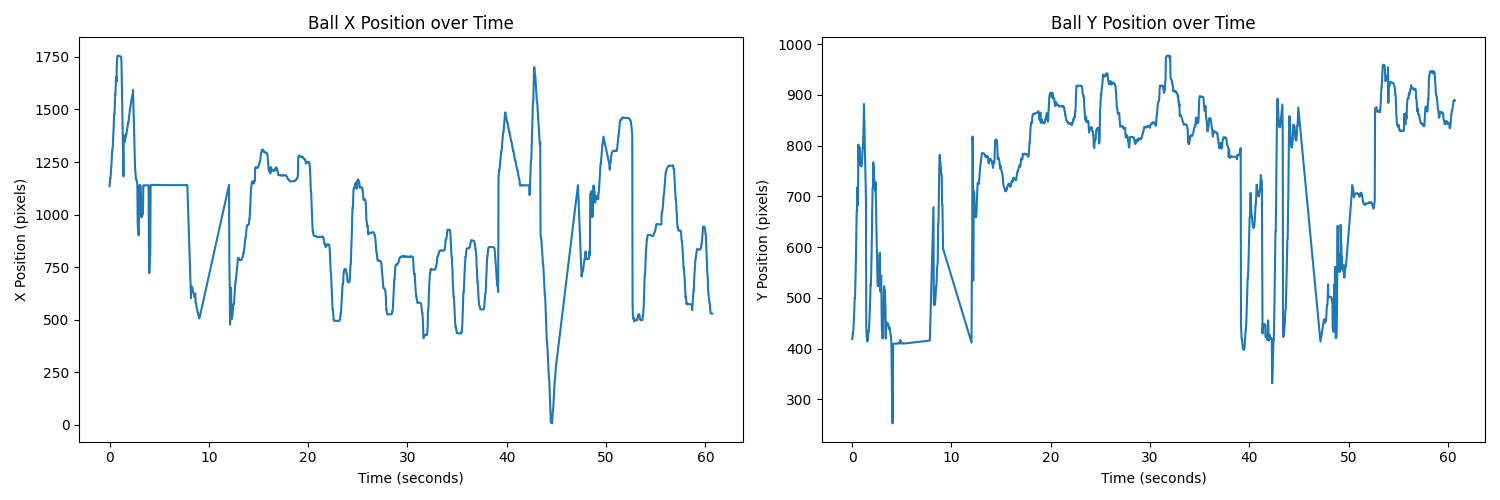 Ball X Position over Time
X Position (pixels)
1750
1500
1250
1000
750
500
250
0
0 10 20 30 40 50 60
Time (seconds)
Ball Y Position over Time
Y Position (pixels)
1000
900
800
700
600
500
400
300
0 10 20 30 40 50 60
Time (seconds)